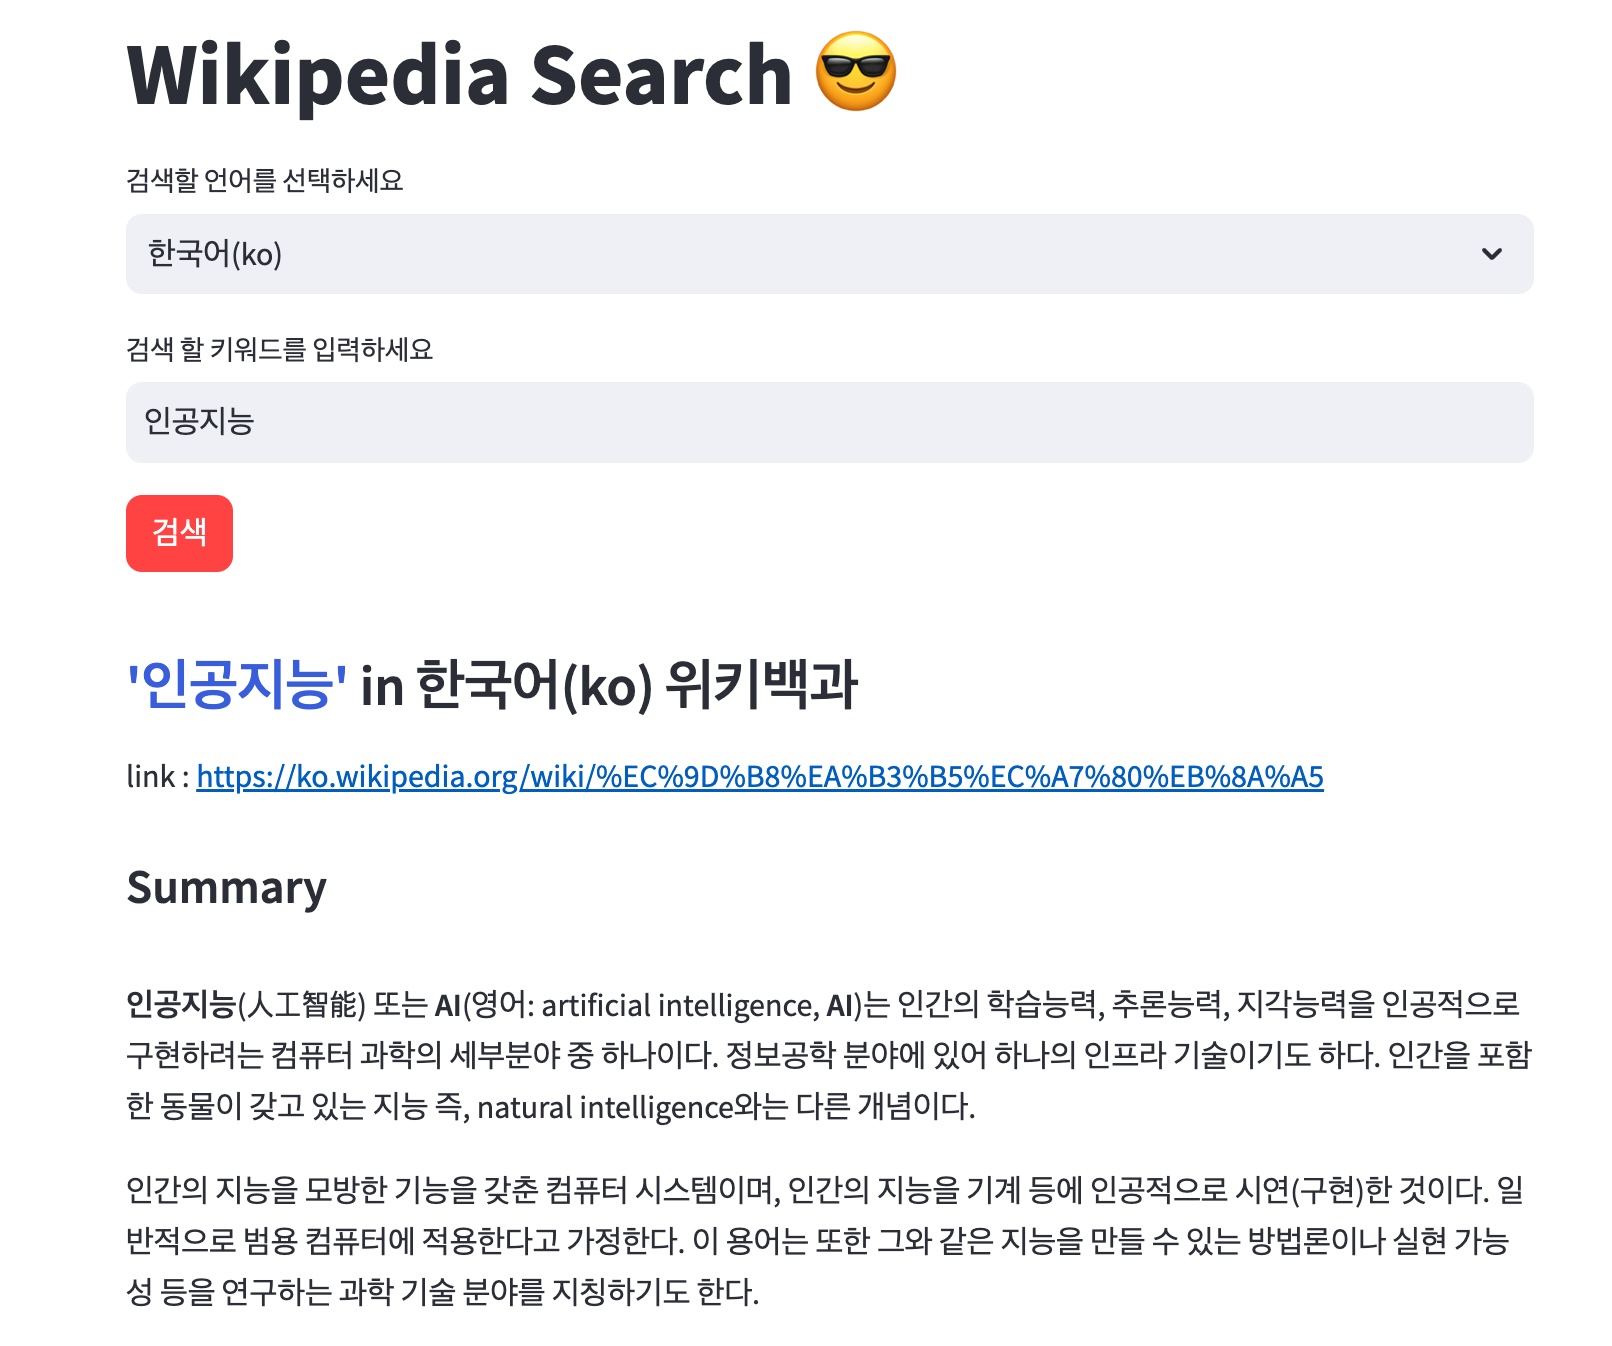 Wikipedia Search 😎
검색할 언어를 선택하세요
한국어(ko)
검색 할 키워드를 입력하세요
인공지능
검색
'인공지능' in 한국어(ko) 위키백과
link : https://ko.wikipedia.org/wiki/%EC%9D%B8%EA%B3%B5%EC%A7%80%EB%8A%A5
Summary
인공지능(人工智能) 또는 AI(영어: artificial intelligence, AI)는 인간의 학습능력, 추론능력, 지각능력을 인공적으로
구현하려는 컴퓨터 과학의 세부분야 중 하나이다. 정보공학 분야에 있어 하나의 인프라 기술이기도 하다. 인간을 포함
한 동물이 갖고 있는 지능 즉, natural intelligence와는 다른 개념이다.
인간의 지능을 모방한 기능을 갖춘 컴퓨터 시스템이며, 인간의 지능을 기계 등에 인공적으로 시연(구현)한 것이다. 일
반적으로 범용 컴퓨터에 적용한다고 가정한다. 이 용어는 또한 그와 같은 지능을 만들 수 있는 방법론이나 실현 가능
성 등을 연구하는 과학 기술 분야를 지칭하기도 한다.